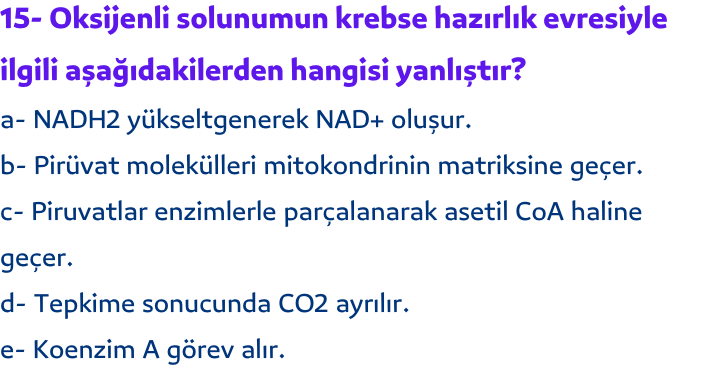 15- Oksijenli solunumun krebse hazırlık evresiyle
ilgili aşağıdakilerden hangisi yanlıştır?
a- NADH2 yükseltgenerek NAD+ oluşur.
b- Pirüvat molekülleri mitokondrinin matriksine geçer.
c- Piruvatlar enzimlerle parçalanarak asetil CoA haline
geçer.
d- Tepkime sonucunda CO2 ayrılır.
e- Koenzim A görev alır.